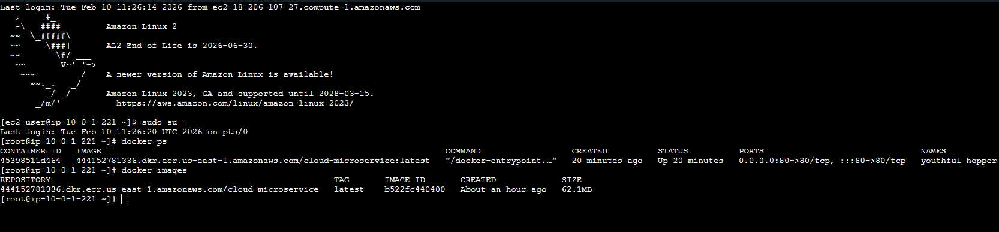 Last login: Tue Feb 10 11:26:14 2026 from ec2-18-206-107-27.compute-1.amazonaws.com
   ,     #_
   ~\_  ####_        Amazon Linux 2
  ~~  \_#####\
  ~~     \###|       AL2 End of Life is 2026-06-30.
  ~~       \#/ ___
   ~~       V~' '->
    ~~~         /    A newer version of Amazon Linux is available!
      ~~._.   _/
         _/ _/       Amazon Linux 2023, GA and supported until 2028-03-15.
       _/m/'           https://aws.amazon.com/linux/amazon-linux-2023/
[ec2-user@ip-10-0-1-221 ~]$ sudo su -
Last login: Tue Feb 10 11:26:20 UTC 2026 on pts/0
[root@ip-10-0-1-221 ~]# docker ps
CONTAINER ID   IMAGE                                                                    COMMAND                  CREATED          STATUS          PORTS                               NAMES
45398511d464   444152781336.dkr.ecr.us-east-1.amazonaws.com/cloud-microservice:latest   "/docker-entrypoint.…"   20 minutes ago   Up 20 minutes   0.0.0.0:80->80/tcp, :::80->80/tcp   youthful_hopper
[root@ip-10-0-1-221 ~]# docker images
REPOSITORY                                                        TAG       IMAGE ID       CREATED             SIZE
444152781336.dkr.ecr.us-east-1.amazonaws.com/cloud-microservice   latest    b522fc440400   About an hour ago   62.1MB
[root@ip-10-0-1-221 ~]#